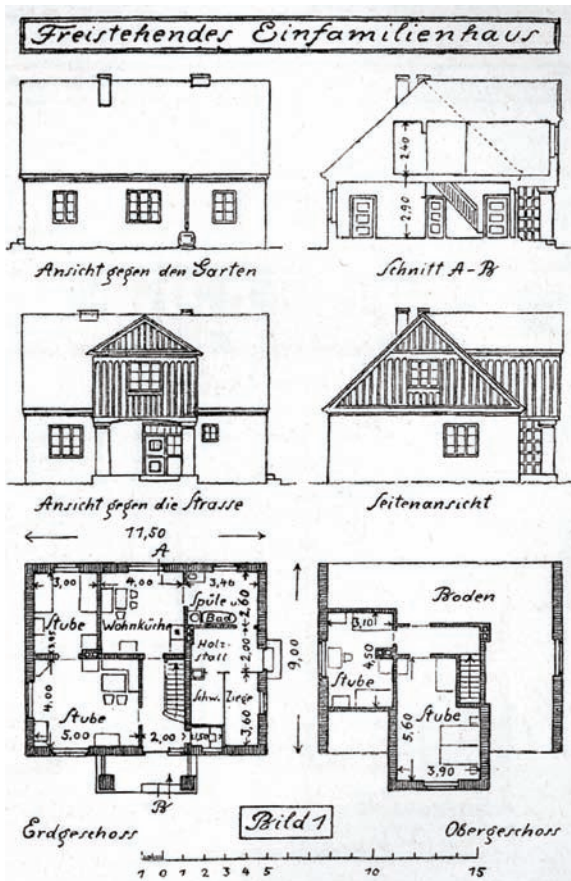 Freistehendes Einfamilienhaus
2,40
2,90
Ansicht gegen den Garten
Schnitt A-B
Ansicht gegen die Strasse
Seitenansicht
11,50
A
3,00
4,00
3,40
Stube
Wohnküche
Spüle u.
Bad
2,60
Holz-
stall
2,00
9,00
4,00
Schw.
Ziege
Stube
5,00
2,00
1,50
3,60
B
Boden
3,10
4,50
Stube
Stube
5,60
3,90
Erdgeschoss
Bild 1
Obergeschoss
1 0 1 2 3 4 5 10 15